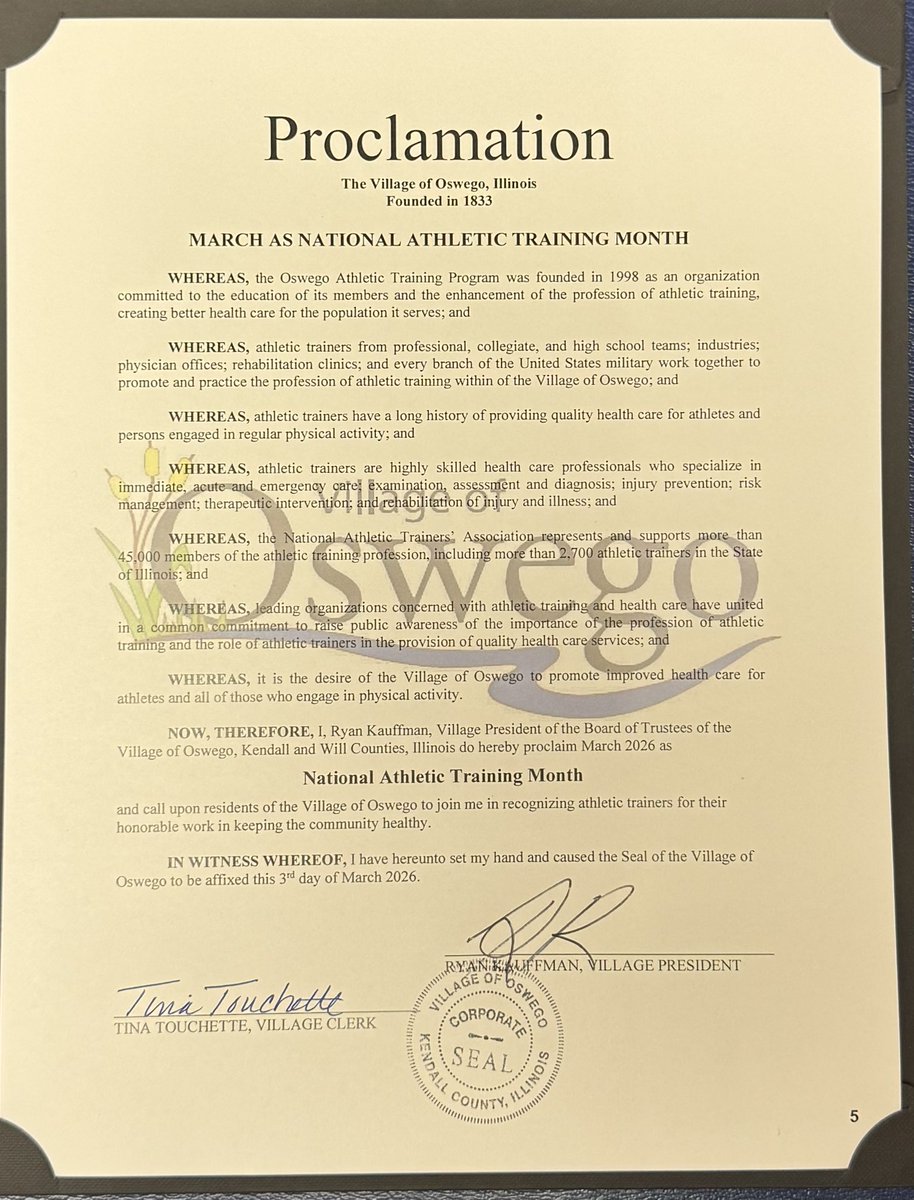 Proclamation
The Village of Oswego, Illinois
Founded in 1833
MARCH AS NATIONAL ATHLETIC TRAINING MONTH
WHEREAS, the Oswego Athletic Training Program was founded in 1998 as an organization
committed to the education of its members and the enhancement of the profession of athletic training,
creating better health care for the population it serves; and
WHEREAS, athletic trainers from professional, collegiate, and high school teams; industries;
physician offices; rehabilitation clinics; and every branch of the United States military work together to
promote and practice the profession of athletic training within of the Village of Oswego; and
WHEREAS, athletic trainers have a long history of providing quality health care for athletes and
persons engaged in regular physical activity; and
WHEREAS, athletic trainers are highly skilled health care professionals who specialize in
immediate, acute and emergency care; examination, assessment and diagnosis; injury prevention; risk
management; therapeutic intervention; and rehabilitation of injury and illness; and
Village of
Oswego
WHEREAS, the National Athletic Trainers' Association represents and supports more than
45,000 members of the athletic training profession, including more than 2,700 athletic trainers in the State
of Illinois; and
WHEREAS, leading organizations concerned with athletic training and health care have united
in a common commitment to raise public awareness of the importance of the profession of athletic
training and the role of athletic trainers in the provision of quality health care services; and
WHEREAS, it is the desire of the Village of Oswego to promote improved health care for
athletes and all of those who engage in physical activity.
NOW, THEREFORE, I, Ryan Kauffman, Village President of the Board of Trustees of the
Village of Oswego, Kendall and Will Counties, Illinois do hereby proclaim March 2026 as
National Athletic Training Month
and call upon residents of the Village of Oswego to join me in recognizing athletic trainers for their
honorable work in keeping the community healthy.
IN WITNESS WHEREOF, I have hereunto set my hand and caused the Seal of the Village of
Oswego to be affixed this 3rd day of March 2026.
RYAN KAUFFMAN, VILLAGE PRESIDENT
Tina Touchette
TINA TOUCHETTE, VILLAGE CLERK
VILLAGE OF OSWEGO
CORPORATE
SEAL
KENDALL COUNTY, ILLINOIS
5